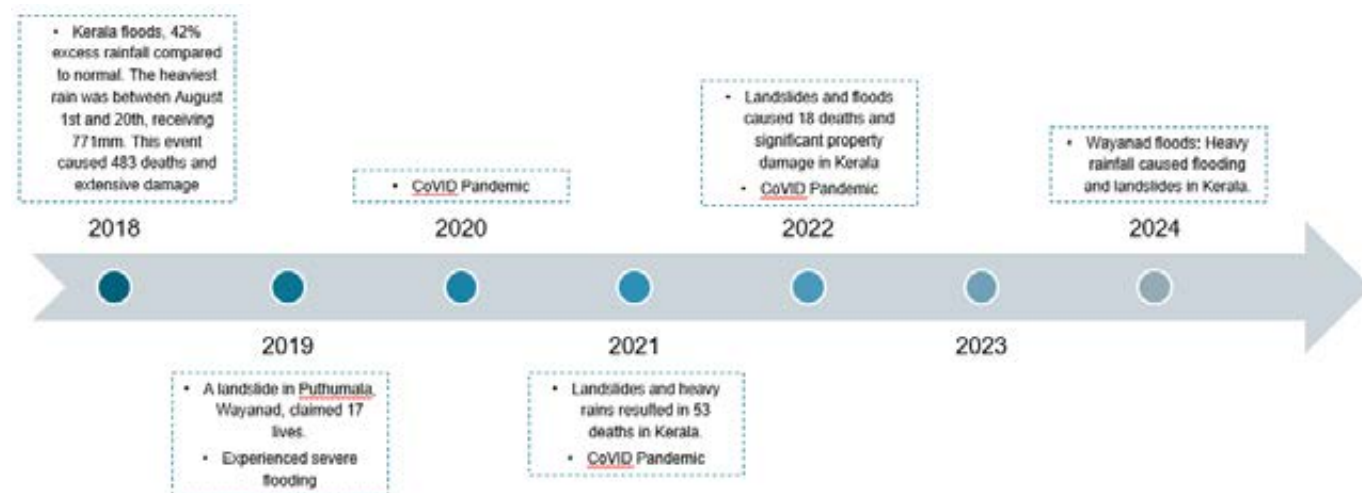 • Kerala floods, 42%
excess rainfall compared
to normal. The heaviest
rain was between August
1st and 20th, receiving
771mm. This event
caused 483 deaths and
extensive damage
2018
• CoVID Pandemic
2020
• Landslides and floods
caused 18 deaths and
significant property
damage in Kerala
• CoVID Pandemic
2022
• Wayanad floods: Heavy
rainfall caused flooding
and landslides in Kerala.
2024
2019
• A landslide in Puthumala,
Wayanad, claimed 17
lives.
• Experienced severe
flooding
2021
• Landslides and heavy
rains resulted in 53
deaths in Kerala.
• CoVID Pandemic
2023